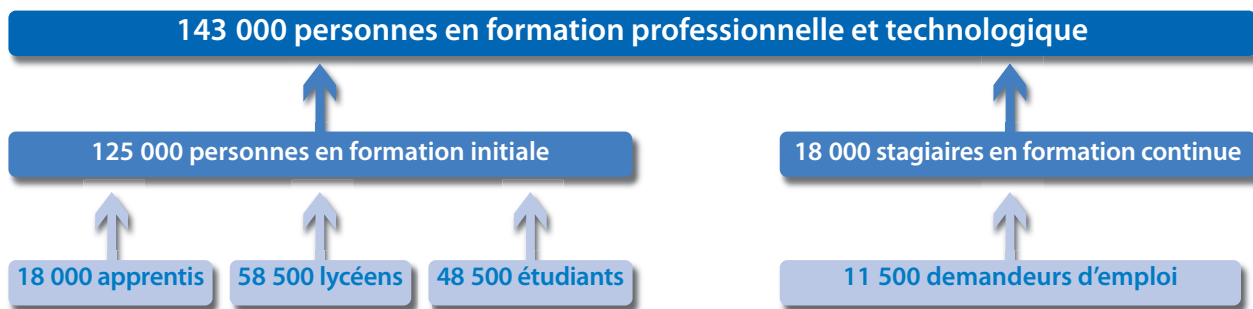 143 000 personnes en formation professionnelle et technologique
125 000 personnes en formation initiale
18 000 stagiaires en formation continue
18 000 apprentis
58 500 lycéens
48 500 étudiants
11 500 demandeurs d’emploi